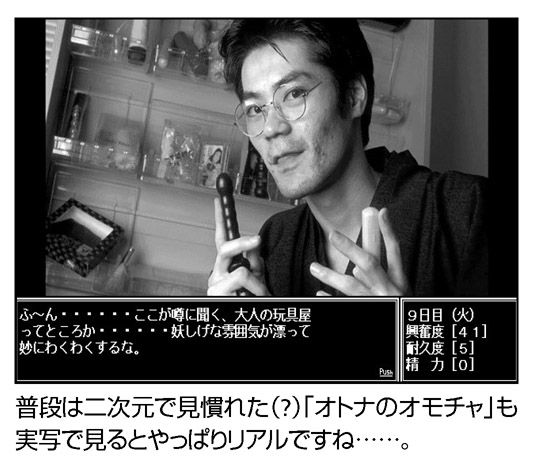 ふ～ん・・・・・・ここが噂に聞く、大人の玩具屋
ってところか・・・・・・妖しげな雰囲気が漂って
妙にわくわくするな。
Push
９日目（火）
興奮度［４１］
耐久度［５］
精　力［０］
普段は二次元で見慣れた（？）「オトナのオモチャ」も
実写で見るとやっぱりリアルですね……。